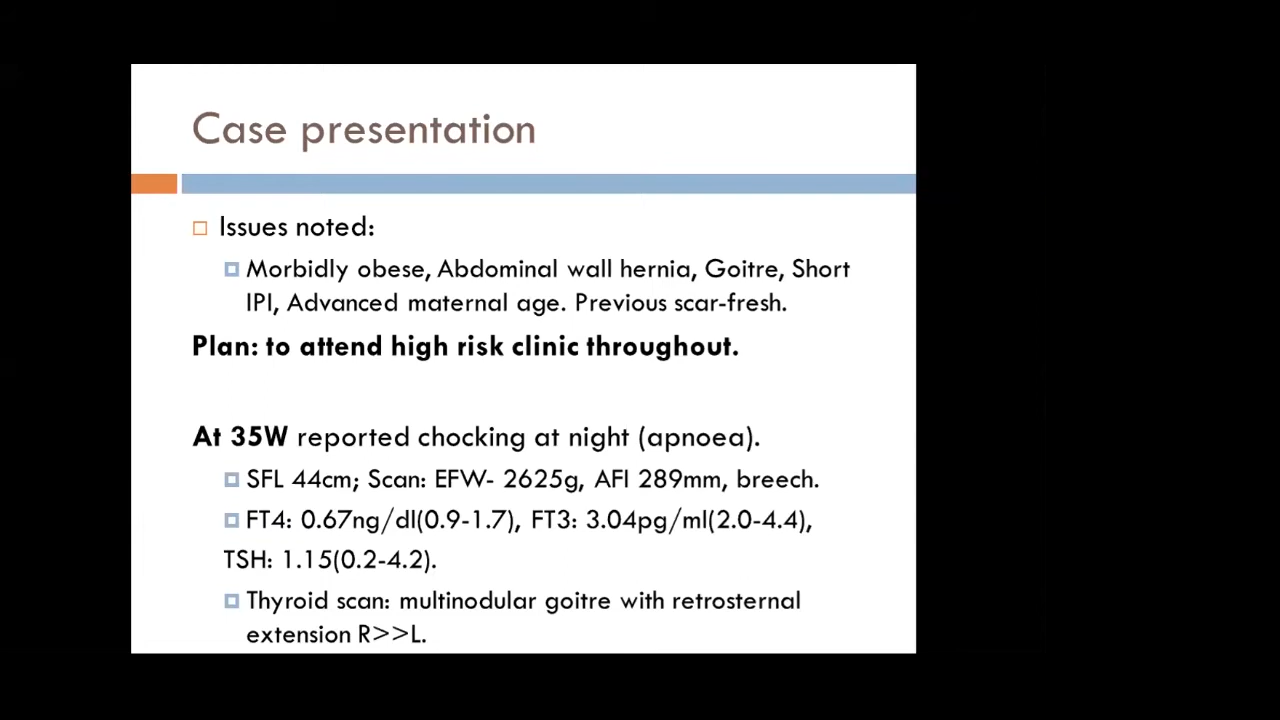 Case presentation
Issues noted:
Morbidly obese, Abdominal wall hernia, Goitre, Short
IPI, Advanced maternal age. Previous scar-fresh.
Plan: to attend high risk clinic throughout.
At 35W reported chocking at night (apnoea).
SFL 44cm; Scan: EFW- 2625g, AFI 289mm, breech.
FT4: 0.67ng/dl(0.9-1.7), FT3: 3.04pg/ml(2.0-4.4),
TSH: 1.15(0.2-4.2).
Thyroid scan: multinodular goitre with retrosternal
extension R>>L.